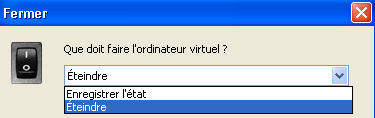 Fermer
Que doit faire l'ordinateur virtuel ?
Éteindre
Enregistrer l'état
Éteindre